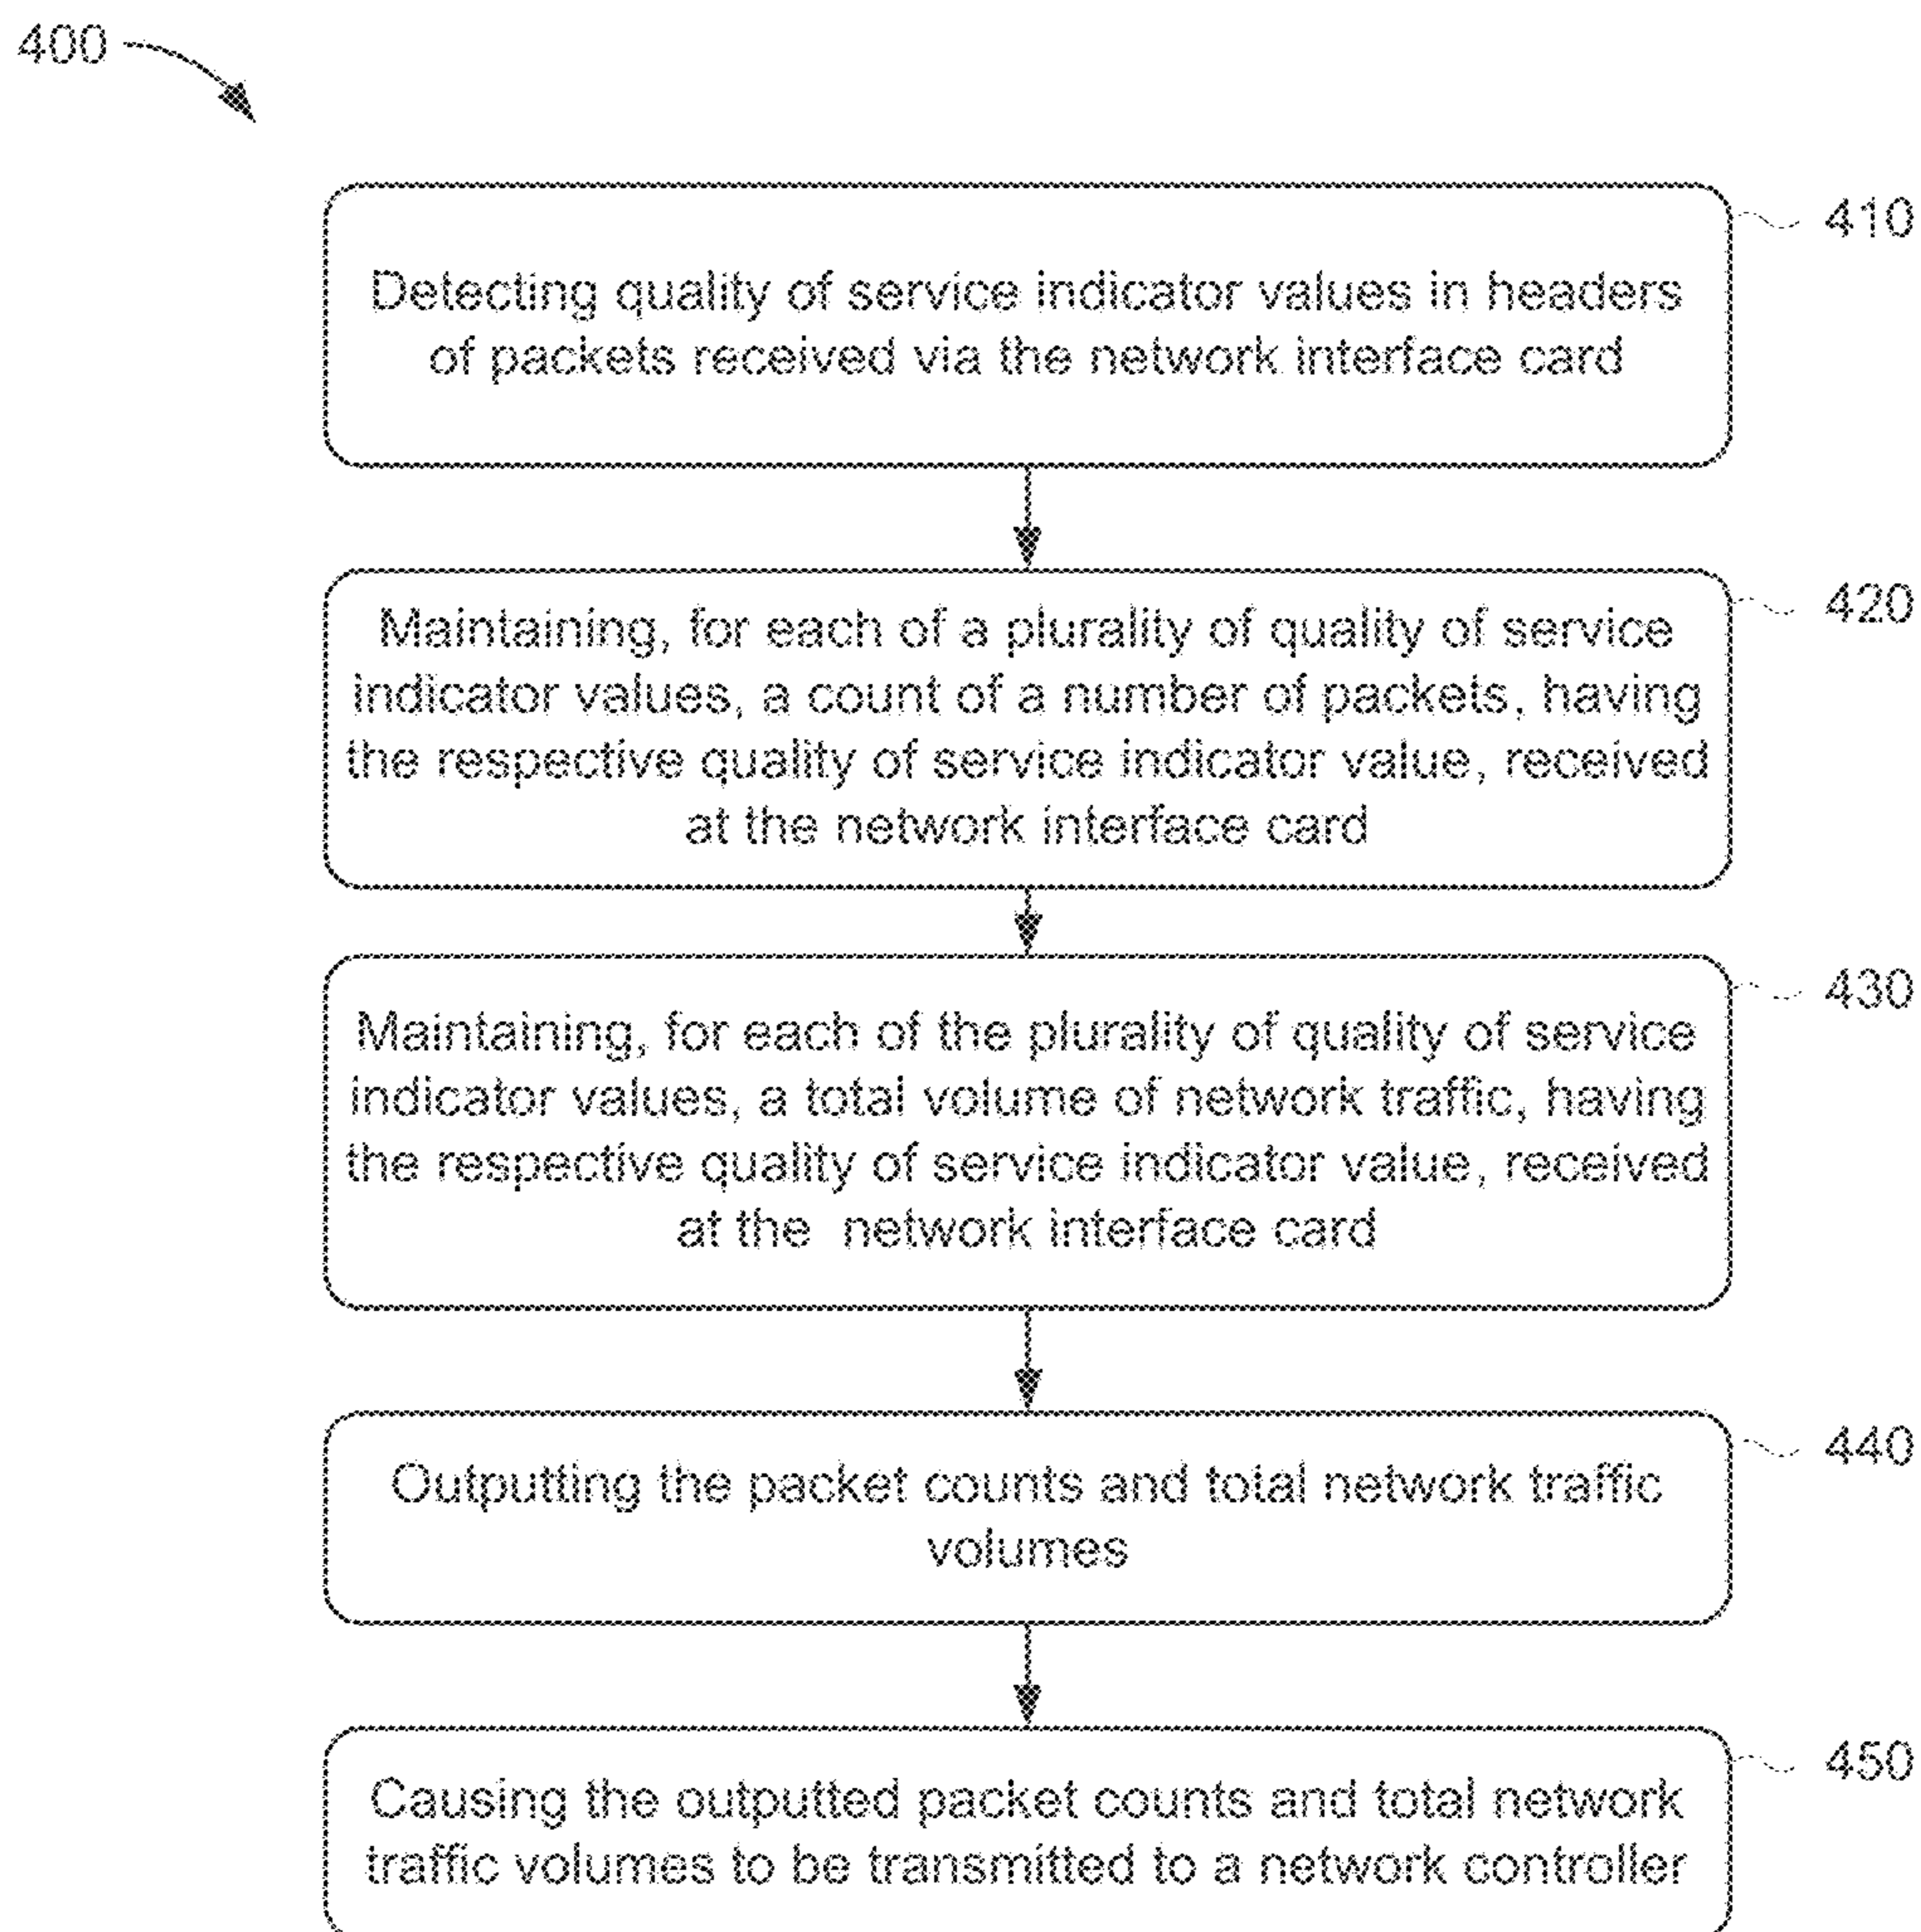 400
410
Detecting quality of service indicator values in headers
of packets received via the network interface card
420
Maintaining, for each of a plurality of quality of service
indicator values, a count of a number of packets, having
the respective quality of service indicator value, received
at the network interface card
430
Maintaining, for each of the plurality of quality of service
indicator values, a total volume of network traffic, having
the respective quality of service indicator value, received
at the network interface card
440
Outputting the packet counts and total network traffic
volumes
450
Causing the outputted packet counts and total network
traffic volumes to be transmitted to a network controller